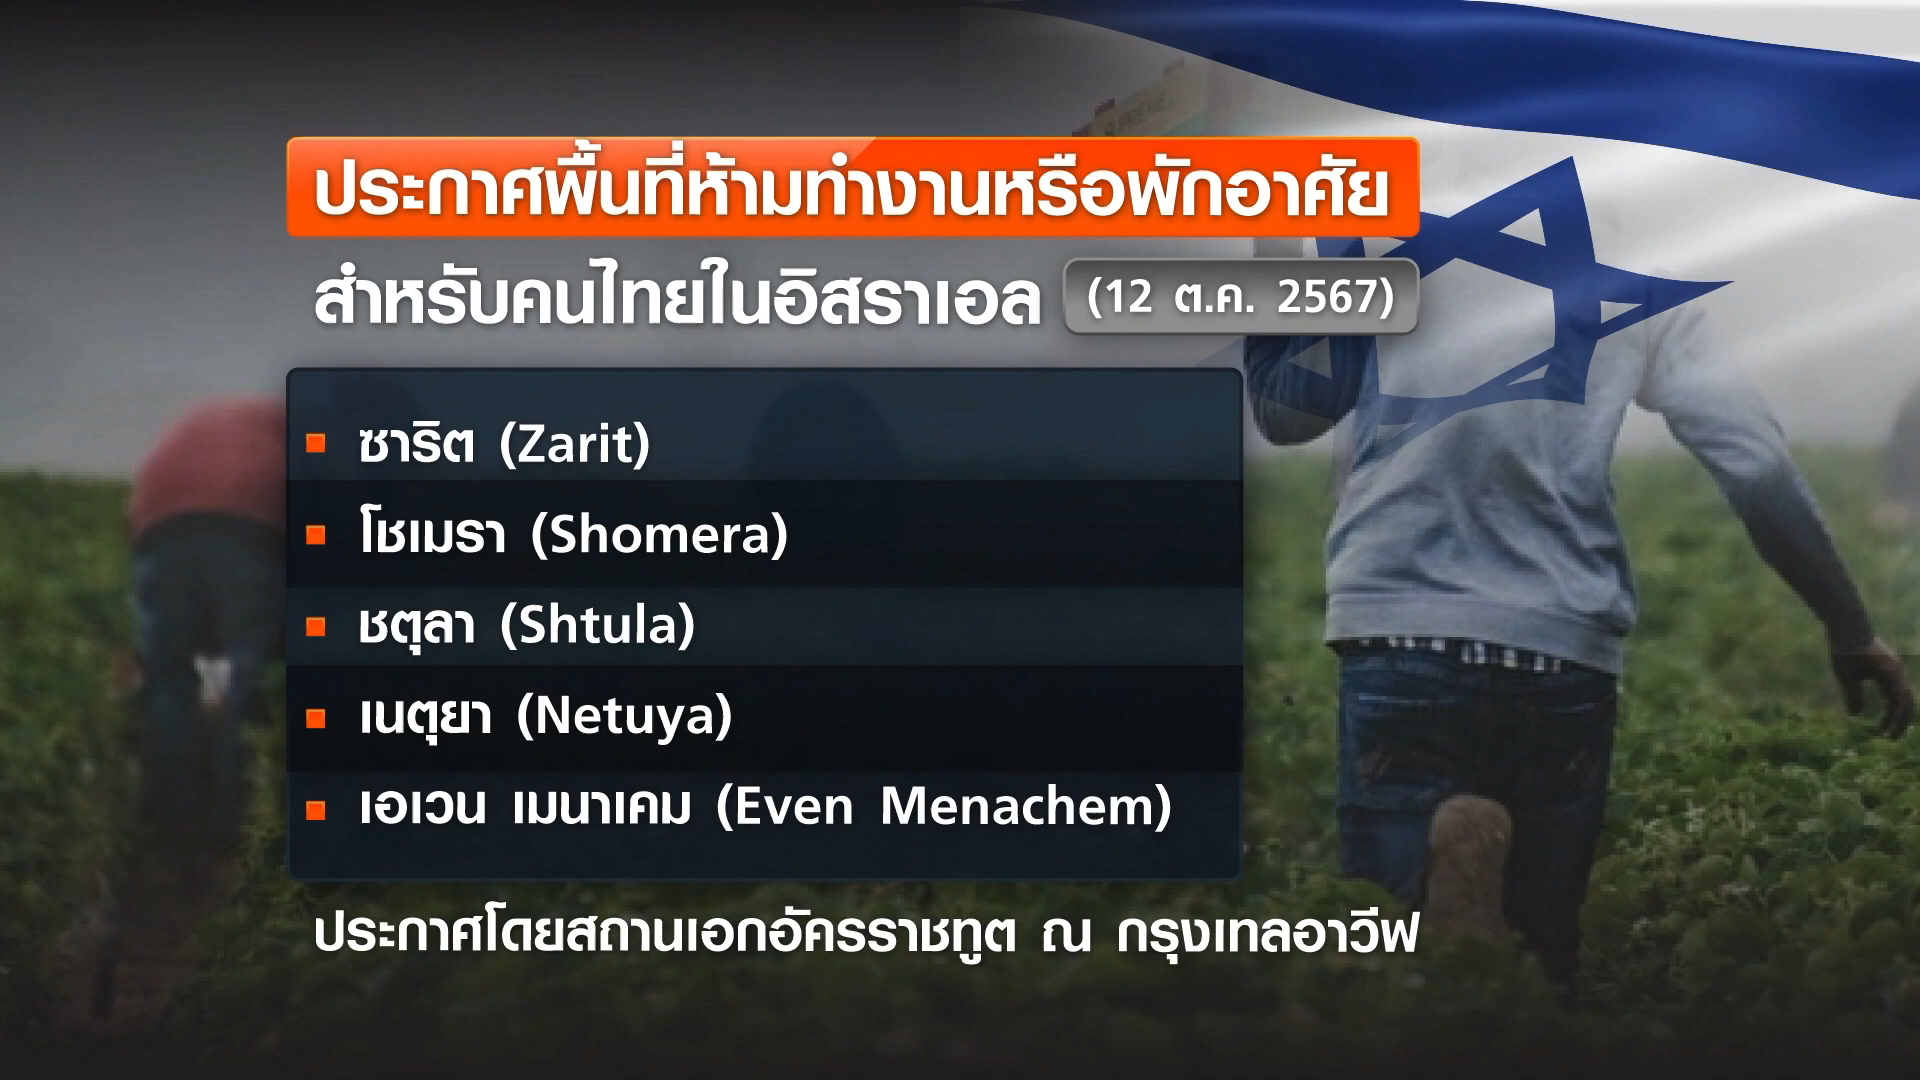 ประกาศพื้นที่ห้ามทำงานหรือพักอาศัย
สำหรับคนไทยในอิสราเอล (12 ต.ค. 2567)
ซาริต (Zarit)
โชเมรา (Shomera)
ชตุลา (Shtula)
เนตุยา (Netuya)
เอเวน เมนาเคม (Even Menachem)
ประกาศโดยสถานเอกอัครราชทูต ณ กรุงเทลอาวีฟ